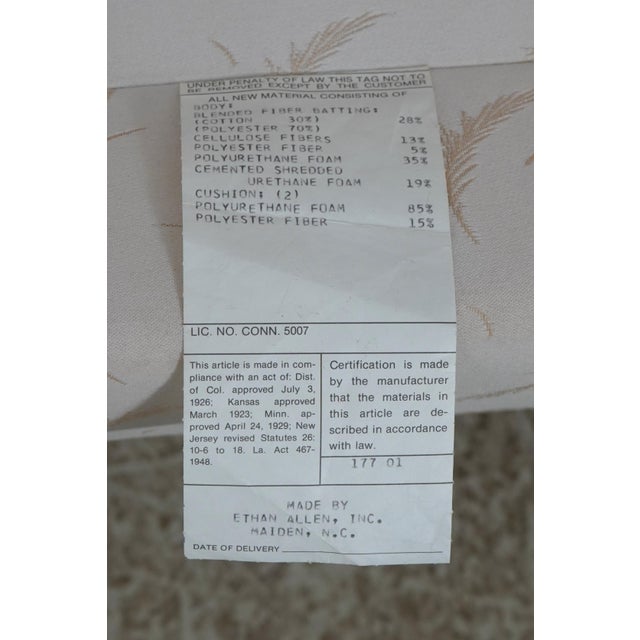 UNDER PENALTY OF LAW THIS TAG NOT TO
BE REMOVED EXCEPT BY THE CUSTOMER
ALL NEW MATERIAL CONSISTING OF
BODY:
BLENDED FIBER BATTING:
(COTTON 30%) 28%
(POLYESTER 70%)
CELLULOSE FIBERS 13%
POLYESTER FIBER 5%
POLYURETHANE FOAM 35%
CEMENTED SHREDDED
URETHANE FOAM 19%
CUSHION: (2)
POLYURETHANE FOAM 85%
POLYESTER FIBER 15%
LIC. NO. CONN. 5007
This article is made in com-
pliance with an act of: Dist.
of Col. approved July 3,
1926; Kansas approved
March 1923; Minn. ap-
proved April 24, 1929; New
Jersey revised Statutes 26:
10-6 to 18. La. Act 467-
1948.
Certification is made
by the manufacturer
that the materials in
this article are de-
scribed in accordance
with law.
177 01
MADE BY
ETHAN ALLEN, INC.
MAIDEN, N.C.
DATE OF DELIVERY